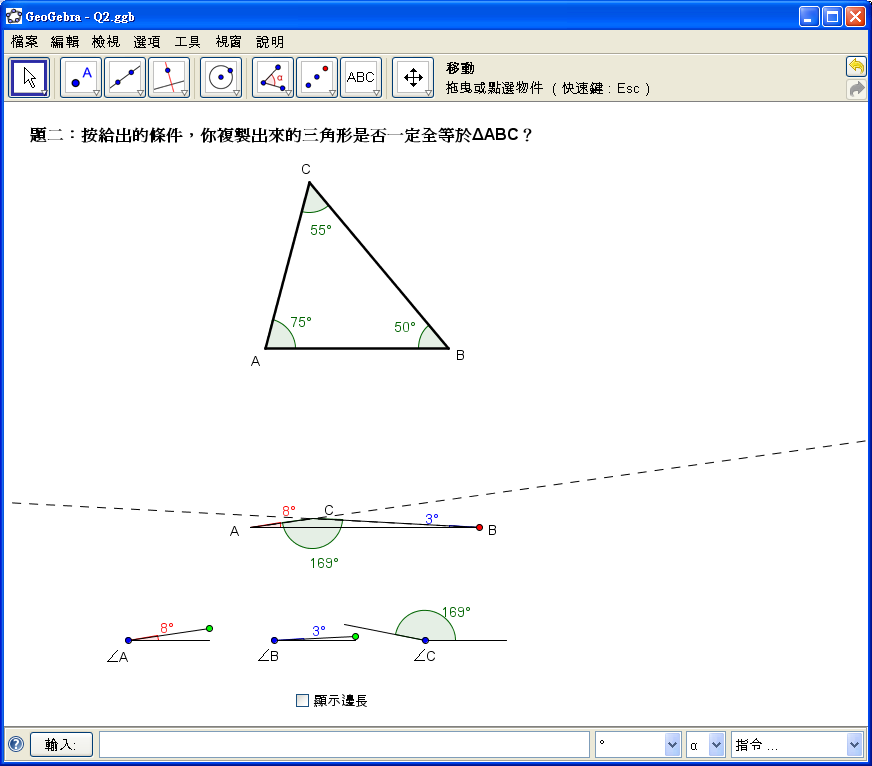 GeoGebra - Q2.ggb
檔案 編輯 檢視 選項 工具 視窗 說明
A α ABC
移動
拖曳或點選物件 ( 快速鍵 : Esc )
題二：按給出的條件，你複製出來的三角形是否一定全等於ΔABC？
C
55°
75° 50°
A B
8° C 3°
A B
169°
8° 3° 169°
∠A ∠B ∠C
顯示邊長
輸入: ° α 指令 ...